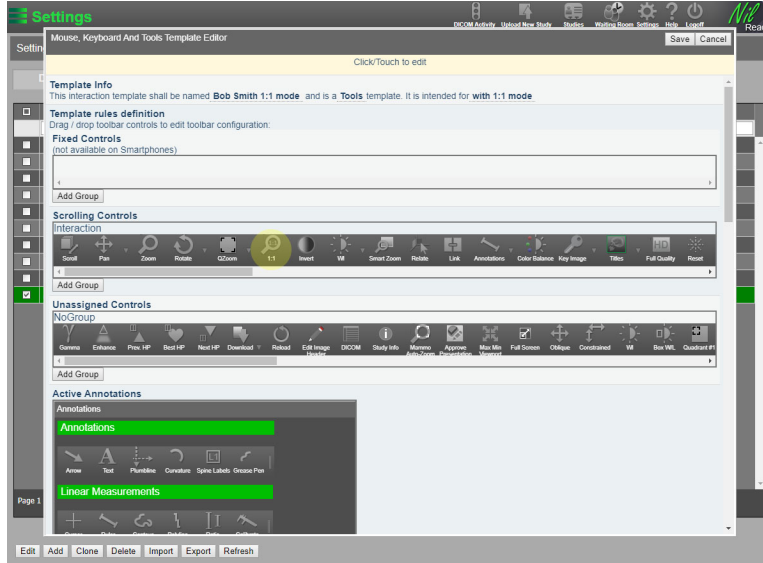 Settings
DICOM Activity Upload New Study Studies Waiting Room Settings Help Logoff
Nil
Rea
Settin
Mouse, Keyboard And Tools Template Editor
Save Cancel
Click/Touch to edit
Template Info
This interaction template shall be named Bob Smith 1:1 mode and is a Tools template. It is intended for with 1:1 mode
Template rules definition
Drag / drop toolbar controls to edit toolbar configuration:
Fixed Controls
(not available on Smartphones)
Add Group
Scrolling Controls
Interaction
Scroll Pan Zoom Rotate QZoom 1:1 Invert Wl Smart Zoom Relate Link Annotations Color Balance Key Image Titles Full Quality Reset
Add Group
Unassigned Controls
NoGroup
Gamma Enhance Prev. HP Best HP Next HP Download Reload Edit Image Header DICOM Study Info Mammo Auto-Zoom Approve Presentation Max Min Viewport Full Screen Oblique Constrained Wl Box W/L Quadrant #1
Add Group
Active Annotations
Annotations
Annotations
Arrow Text Plumbline Curvature Spine Labels Grease Pen
Linear Measurements
Page 1
Edit Add Clone Delete Import Export Refresh